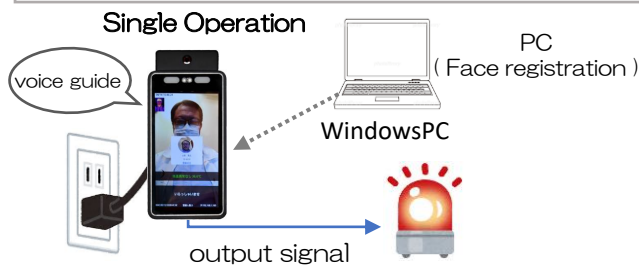 Single Operation
voice guide
PC
( Face registration )
WindowsPC
output signal